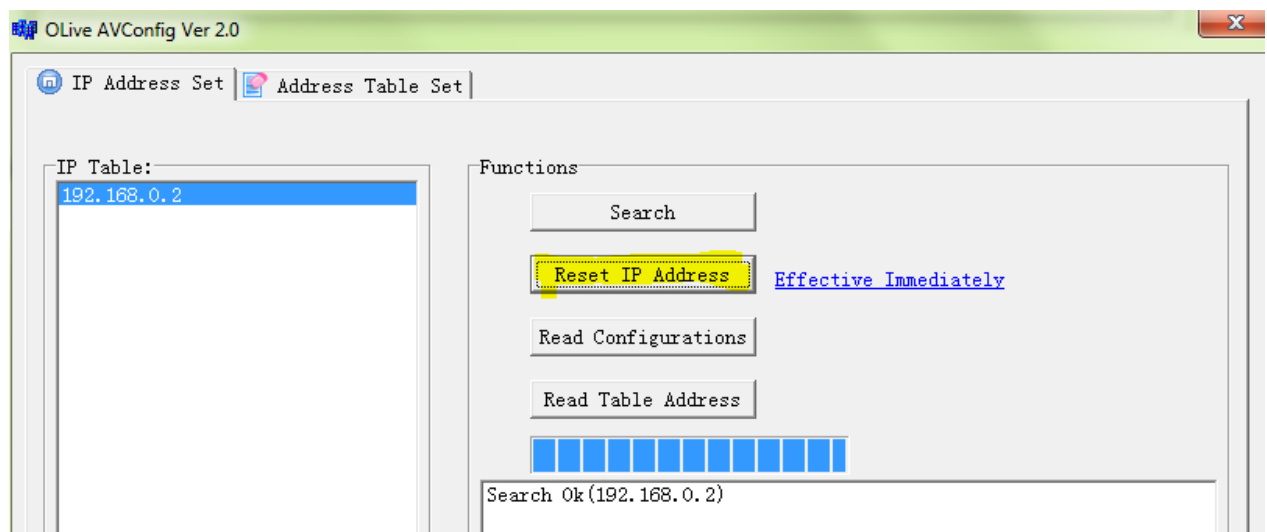 OLive AVConfig Ver 2.0
IP Address Set
Address Table Set
IP Table:
192.168.0.2
Functions
Search
Reset IP Address
Effective Immediately
Read Configurations
Read Table Address
Search Ok(192.168.0.2)